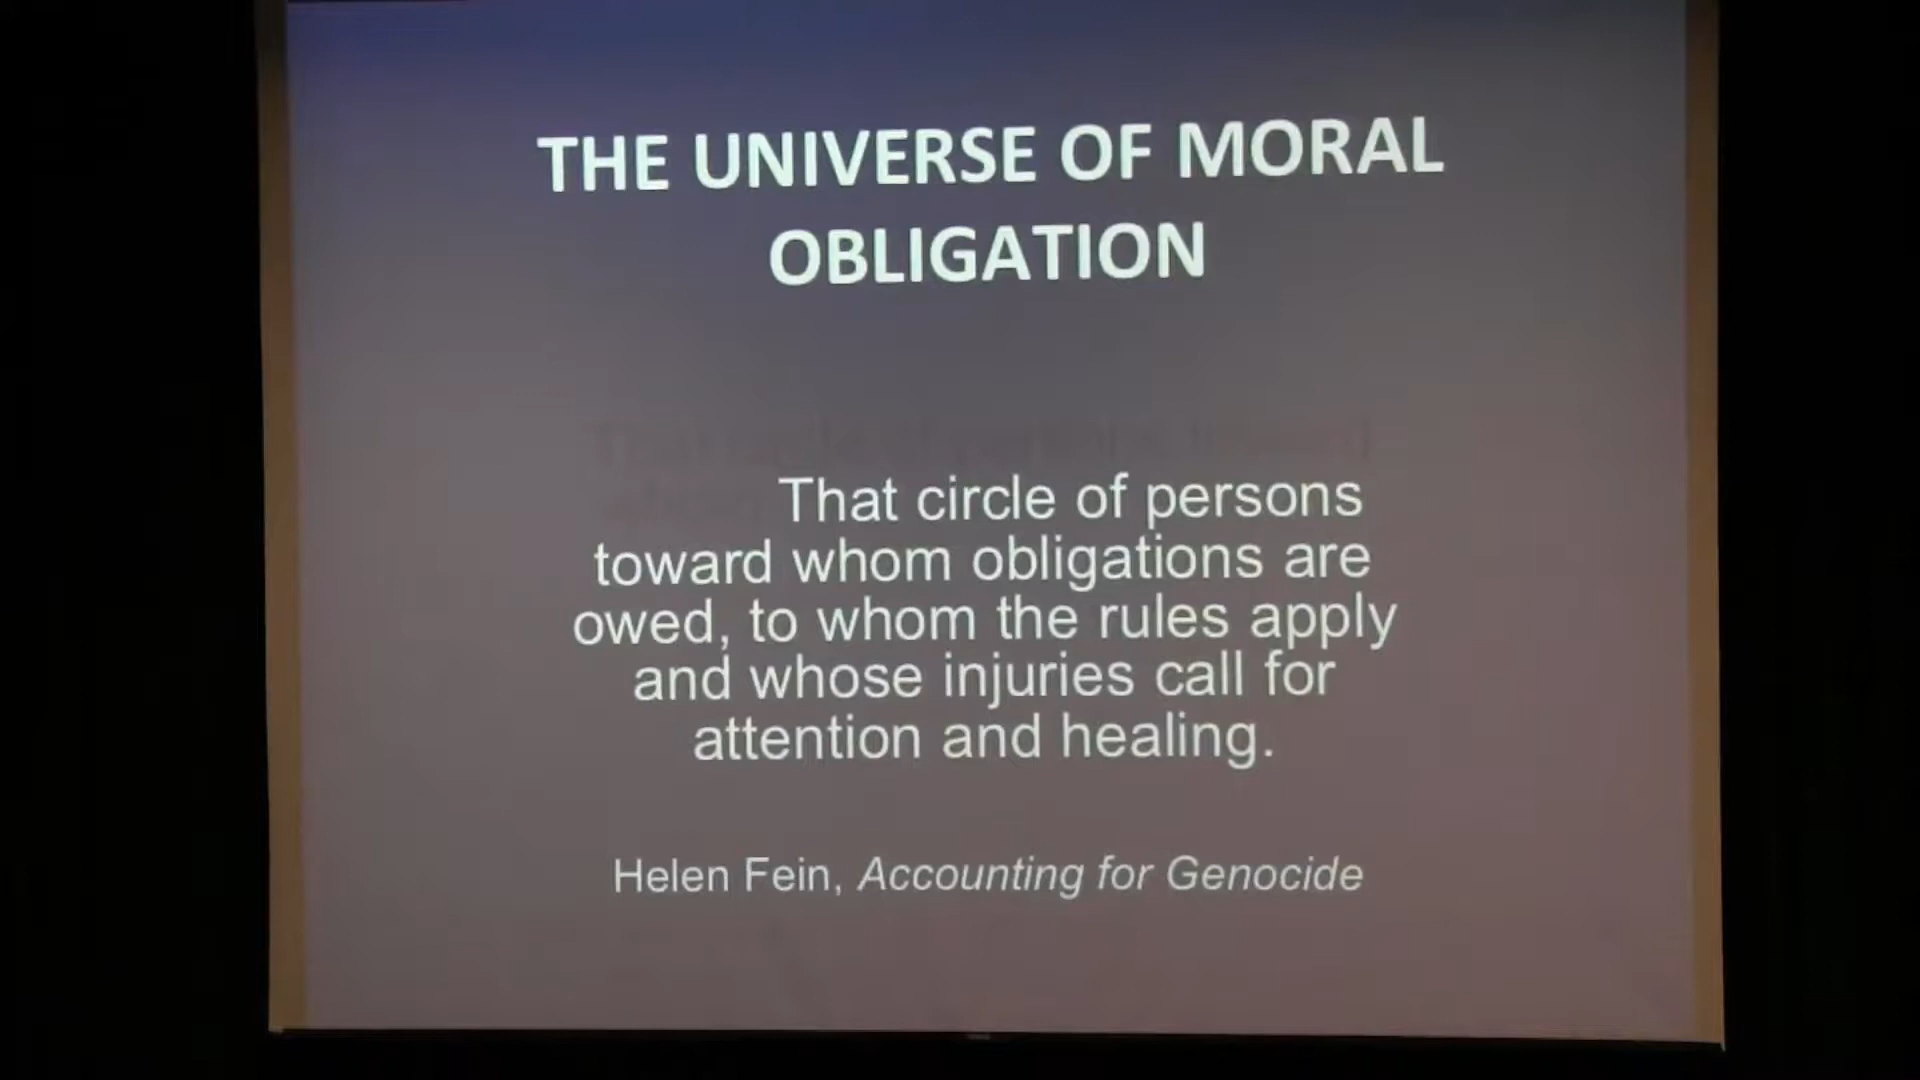 THE UNIVERSE OF MORAL
OBLIGATION
That circle of persons
toward whom obligations are
owed, to whom the rules apply
and whose injuries call for
attention and healing.
Helen Fein, Accounting for Genocide